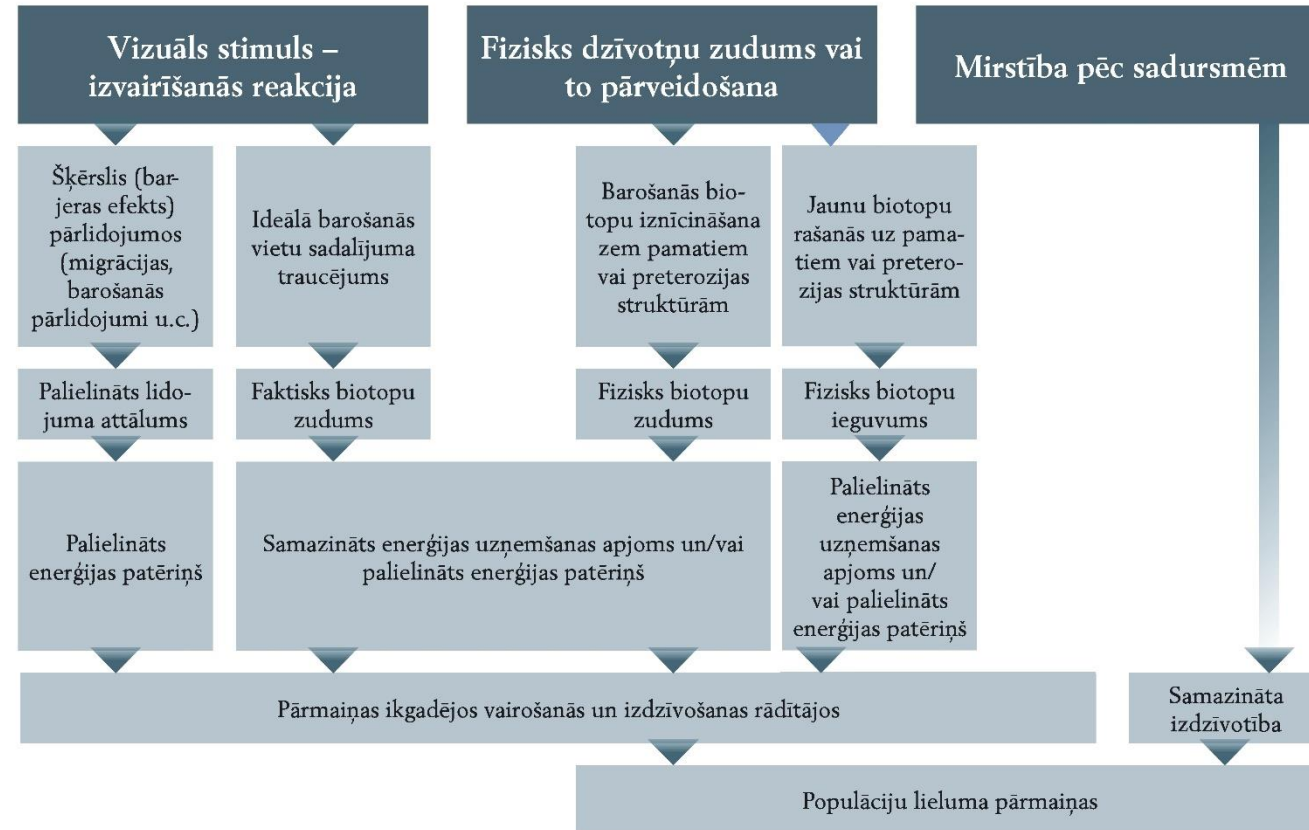 Vizuāls stimuls –
izvairīšanās reakcija
Fizisks dzīvotņu zudums vai
to pārveidošana
Mirstība pēc sadursmēm
Šķērslis (bar-
jeras efekts)
pārlidojumos
(migrācijas,
barošanās
pārlidojumi u.c.)
Ideālā barošanās
vietu sadalījuma
traucējums
Barošanās bio-
topu iznīcināšana
zem pamatiem
vai preterozijas
struktūrām
Jaunu biotopu
rašanās uz pama-
tiem vai pretero-
zijas struktūrām
Palielināts lido-
juma attālums
Faktisks biotopu
zudums
Fizisks biotopu
zudums
Fizisks biotopu
ieguvums
Palielināts
enerģijas patēriņš
Samazināts enerģijas uzņemšanas apjoms un/vai
palielināts enerģijas patēriņš
Palielināts
enerģijas
uzņemšanas
apjoms un/
vai palielināts
enerģijas patēriņš
Pārmaiņas ikgadējos vairošanās un izdzīvošanas rādītājos
Samazināta
izdzīvotība
Populāciju lieluma pārmaiņas